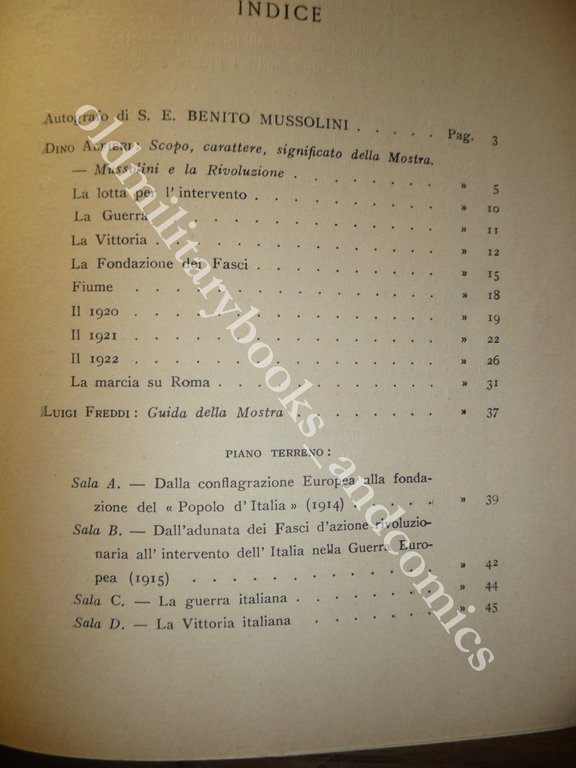 INDICE
Autografo di S. E. BENITO MUSSOLINI . . . . . Pag. 3
DINO ALFIERI: Scopo, carattere, significato della Mostra.
— Mussolini e la Rivoluzione . . . . . . . . » 5
La lotta per l'intervento . . . . . . . . . » 10
La Guerra . . . . . . . . . . . . . » 11
La Vittoria . . . . . . . . . . . . . » 12
La Fondazione dei Fasci . . . . . . . . . » 15
Fiume . . . . . . . . . . . . . . » 18
Il 1920 . . . . . . . . . . . . . . » 19
Il 1921 . . . . . . . . . . . . . . » 22
Il 1922 . . . . . . . . . . . . . . » 26
La marcia su Roma . . . . . . . . . . » 31
LUIGI FREDDI: Guida della Mostra . . . . . . . » 37
PIANO TERRENO:
Sala A. — Dalla conflagrazione Europea alla fonda-
zione del « Popolo d'Italia » (1914) . . . . . » 39
Sala B. — Dall'adunata dei Fasci d'azione rivoluzio-
naria all'intervento dell'Italia nella Guerra Euro-
pea (1915) . . . . . . . . . . . . » 42
Sala C. — La guerra italiana . . . . . . . . » 44
Sala D. — La Vittoria italiana . . . . . . . . » 45
oldmilitarybooks_andcomics